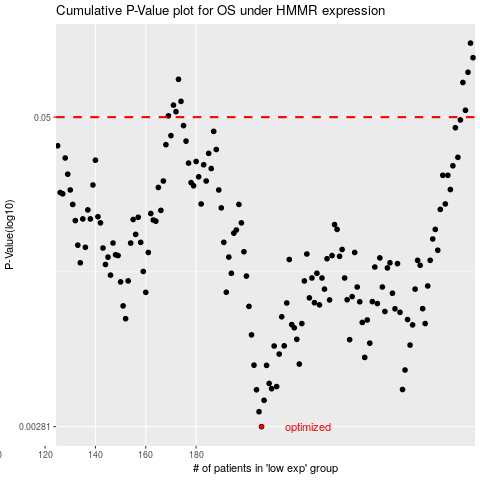 Cumulative P-Value plot for OS under HMMR expression
0.05
P-Value(log10)
0.00281
optimized
0 120 140 160 180
# of patients in 'low exp' group